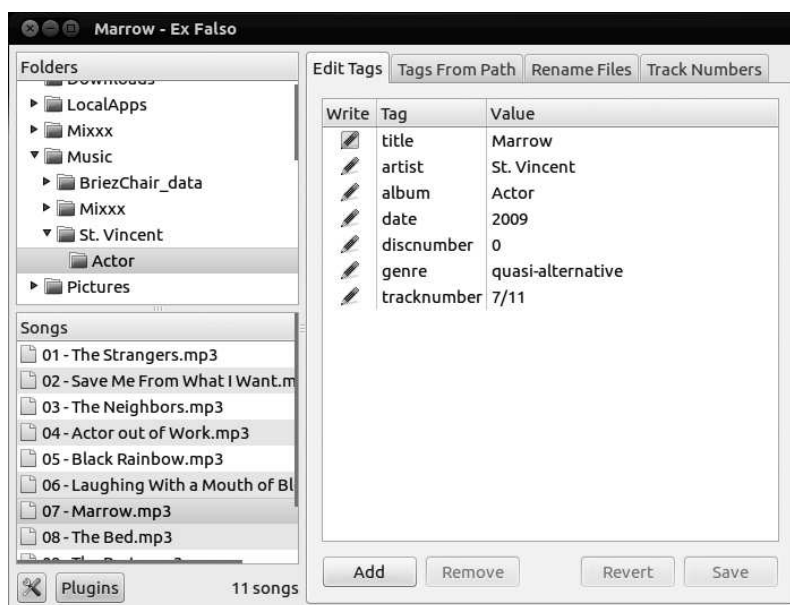 Marrow - Ex Falso
Folders
Downloads
LocalApps
Mixxx
Music
BriezChair_data
Mixxx
St. Vincent
Actor
Pictures
Songs
01 - The Strangers.mp3
02 - Save Me From What I Want.m
03 - The Neighbors.mp3
04 - Actor out of Work.mp3
05 - Black Rainbow.mp3
06 - Laughing With a Mouth of Bl
07 - Marrow.mp3
08 - The Bed.mp3
Plugins
11 songs
Edit Tags Tags From Path Rename Files Track Numbers
Write Tag Value
title Marrow
artist St. Vincent
album Actor
date 2009
discnumber 0
genre quasi-alternative
tracknumber 7/11
Add Remove Revert Save